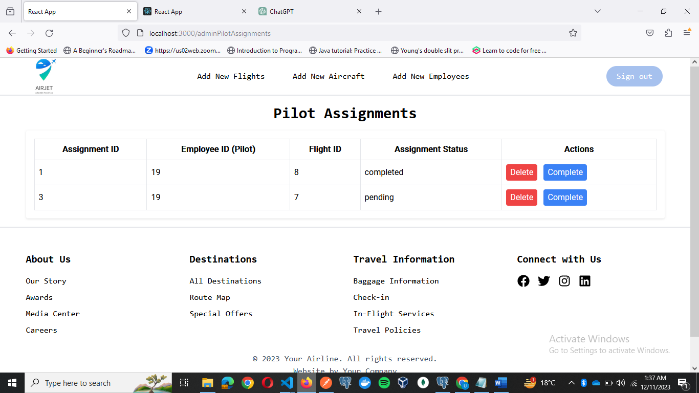 React App
React App
ChatGPT
localhost:3000/adminPilotAssignments
Getting Started
A Beginner's Roadma...
https://us02web.zoom...
Introduction to Progra...
Java tutorial: Practice ...
Young's double slit pr...
Learn to code for free ...
AIRJET
Add New Flights
Add New Aircraft
Add New Employees
Sign out
Pilot Assignments
Assignment ID Employee ID (Pilot) Flight ID Assignment Status Actions
1 19 8 completed Delete Complete
3 19 7 pending Delete Complete
About Us Destinations Travel Information Connect with Us
Our Story All Destinations Baggage Information
Awards Route Map Check-in
Media Center Special Offers In-Flight Services
Careers Travel Policies
Activate Windows
Go to Settings to activate Windows.
© 2023 Your Airline. All rights reserved.
Website by Your Company
Type here to search
18°C
1:37 AM
12/11/2023